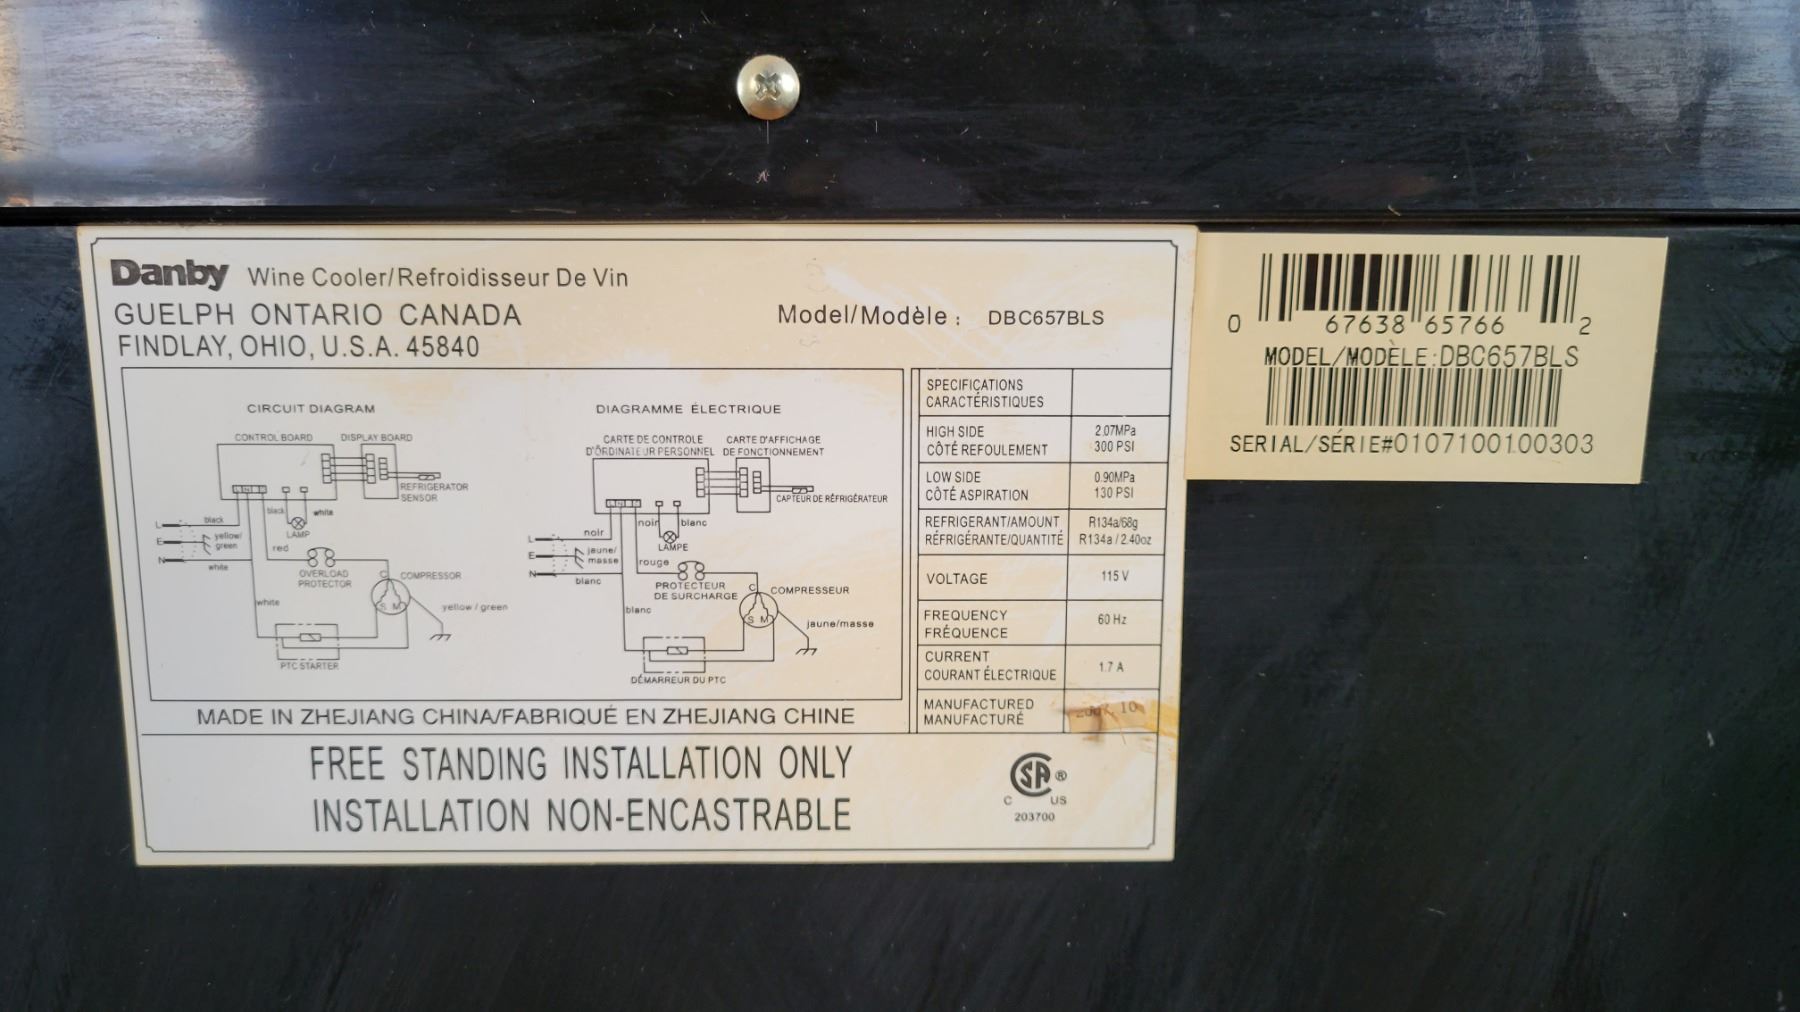 Danby Wine Cooler/Refroidisseur De Vin
GUELPH ONTARIO CANADA
FINDLAY, OHIO, U.S.A. 45840
Model/Modèle : DBC657BLS
CIRCUIT DIAGRAM
CONTROL BOARD
DISPLAY BOARD
REFRIGERATOR
SENSOR
black
white
LAMP
L
black
E
yellow/
green
N
white
red
OVERLOAD
PROTECTOR
C
COMPRESSOR
S M
white
yellow / green
PTC STARTER
DIAGRAMME ÉLECTRIQUE
CARTE DE CONTROLE
D'ORDINATEUR PERSONNEL
CARTE D'AFFICHAGE
DE FONCTIONNEMENT
CAPTEUR DE RÉFRIGÉRATEUR
noir
blanc
LAMPE
L
noir
E
jaune/
masse
N
blanc
rouge
PROTECTEUR
DE SURCHARGE
C
COMPRESSEUR
S M
blanc
jaune/masse
DÉMARREUR DU PTC
SPECIFICATIONS
CARACTÉRISTIQUES
HIGH SIDE 2.07MPa
CÔTÉ REFOULEMENT 300 PSI
LOW SIDE 0.90MPa
CÔTÉ ASPIRATION 130 PSI
REFRIGERANT/AMOUNT R134a/68g
RÉFRIGÉRANTE/QUANTITÉ R134a / 2.40oz
VOLTAGE 115 V
FREQUENCY
FRÉQUENCE 60 Hz
CURRENT
COURANT ÉLECTRIQUE 1.7 A
MANUFACTURED
MANUFACTURÉ
MADE IN ZHEJIANG CHINA/FABRIQUÉ EN ZHEJIANG CHINE
FREE STANDING INSTALLATION ONLY
INSTALLATION NON-ENCASTRABLE
SA ®
C US
203700
0 67638 65766 2
MODEL/MODÈLE:DBC657BLS
SERIAL/SÉRIE#0107100100303